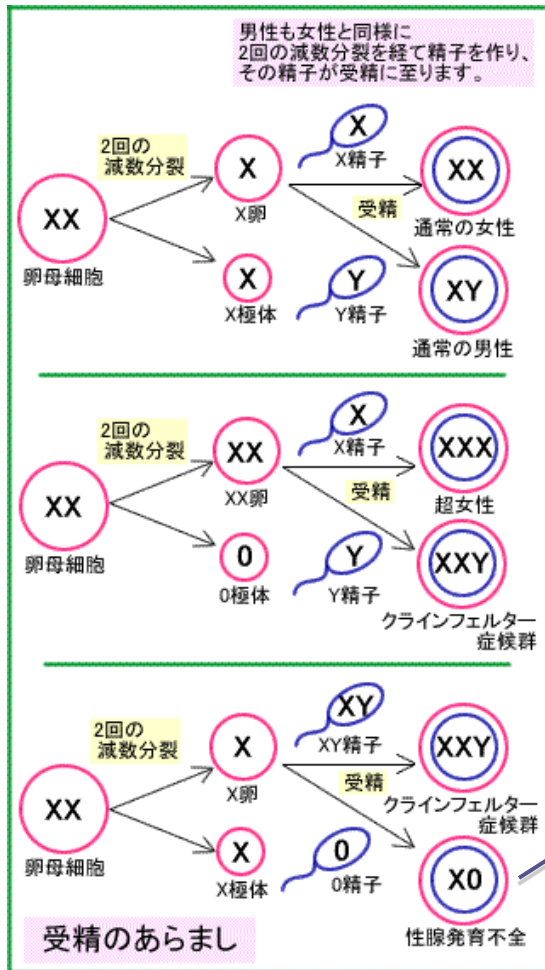 男性も女性と同様に
2回の減数分裂を経て精子を作り、
その精子が受精に至ります。
2回の
減数分裂
XX
卵母細胞
X
X卵
X
X極体
X
X精子
受精
Y
Y精子
XX
通常の女性
XY
通常の男性
2回の
減数分裂
XX
卵母細胞
XX
XX卵
0
0極体
X
X精子
受精
Y
Y精子
XXX
超女性
XXY
クラインフェルター
症候群
2回の
減数分裂
XX
卵母細胞
X
X卵
X
X極体
XY
XY精子
受精
0
0精子
XXY
クラインフェルター
症候群
X0
性腺発育不全
受精のあらまし